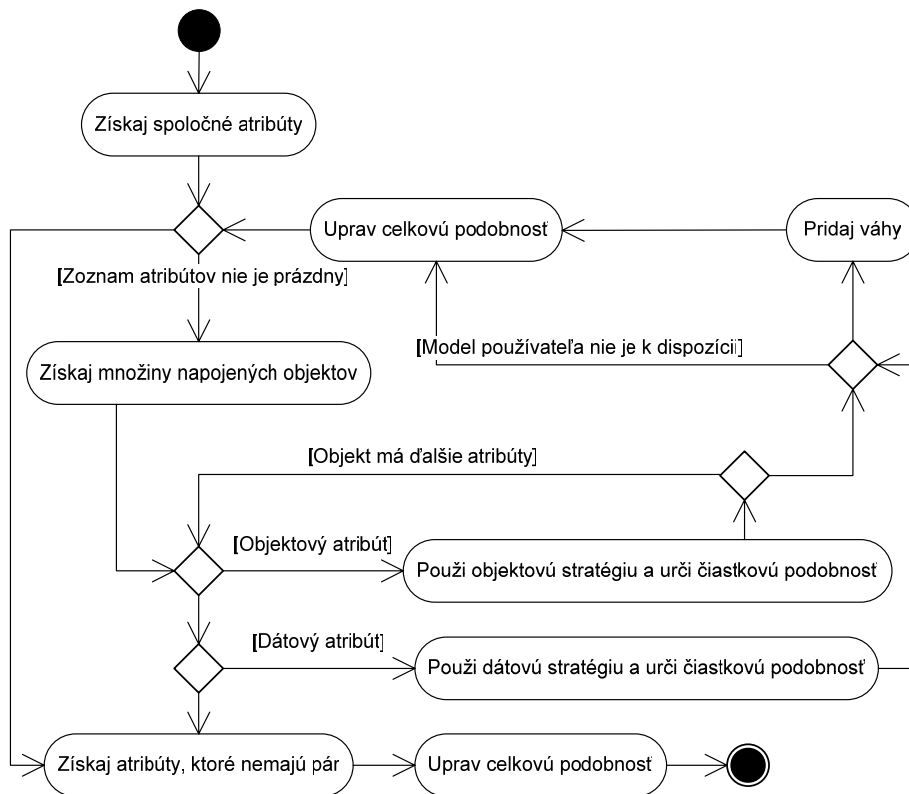 Získaj spoločné atribúty
Uprav celkovú podobnosť
Pridaj váhy
[Zoznam atribútov nie je prázdny]
[Model používateľa nie je k dispozícii]
Získaj množiny napojených objektov
[Objekt má ďalšie atribúty]
[Objektový atribút]
Použi objektovú stratégiu a urči čiastkovú podobnosť
[Dátový atribút]
Použi dátovú stratégiu a urči čiastkovú podobnosť
Získaj atribúty, ktoré nemajú pár
Uprav celkovú podobnosť